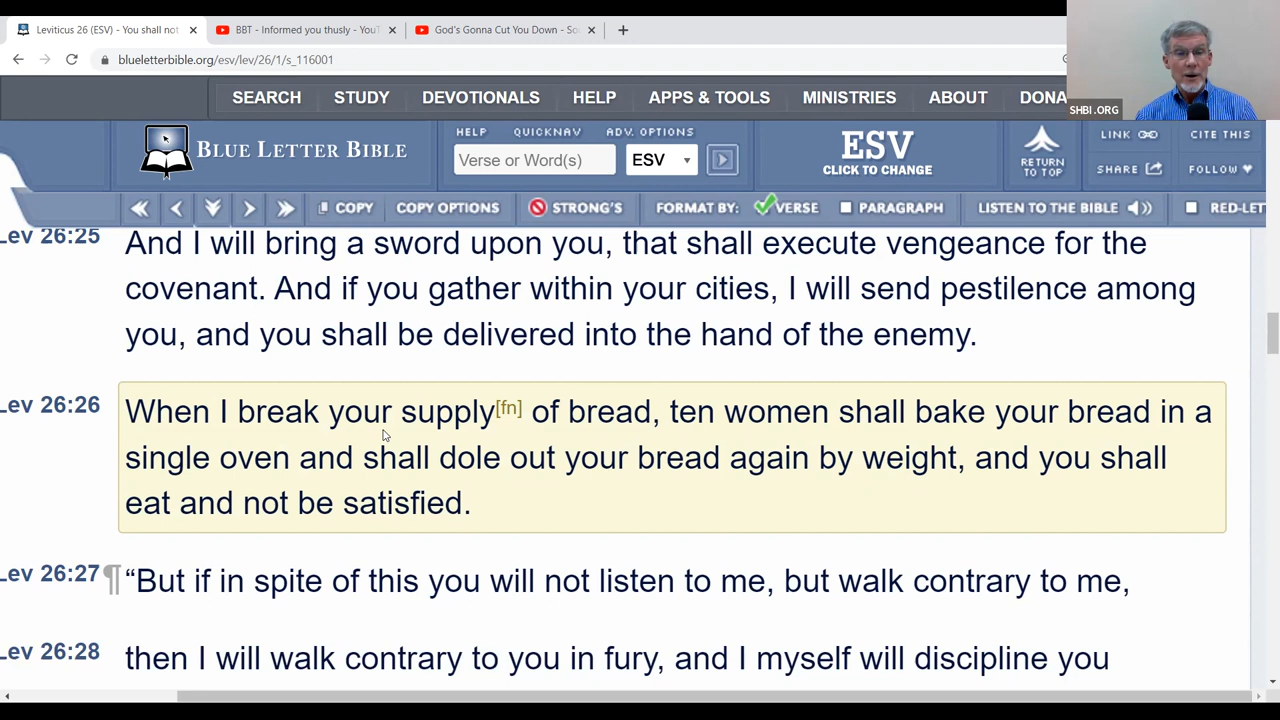 Leviticus 26 (ESV) - You shall not
BBT - Informed you thusly - YouT
God's Gonna Cut You Down - So
blueletterbible.org/esv/lev/26/1/s_116001
SHBI.ORG
SEARCH STUDY DEVOTIONALS HELP APPS & TOOLS MINISTRIES ABOUT DONA
BLUE LETTER BIBLE
HELP QUICKNAV ADV. OPTIONS
Verse or Word(s) ESV
ESV
CLICK TO CHANGE
RETURN
TO TOP
LINK CITE THIS
SHARE FOLLOW
COPY COPY OPTIONS STRONG'S FORMAT BY: VERSE PARAGRAPH LISTEN TO THE BIBLE RED-LET
Lev 26:25 And I will bring a sword upon you, that shall execute vengeance for the
covenant. And if you gather within your cities, I will send pestilence among
you, and you shall be delivered into the hand of the enemy.
Lev 26:26 When I break your supply[fn] of bread, ten women shall bake your bread in a
single oven and shall dole out your bread again by weight, and you shall
eat and not be satisfied.
Lev 26:27 ¶ “But if in spite of this you will not listen to me, but walk contrary to me,
Lev 26:28 then I will walk contrary to you in fury, and I myself will discipline you